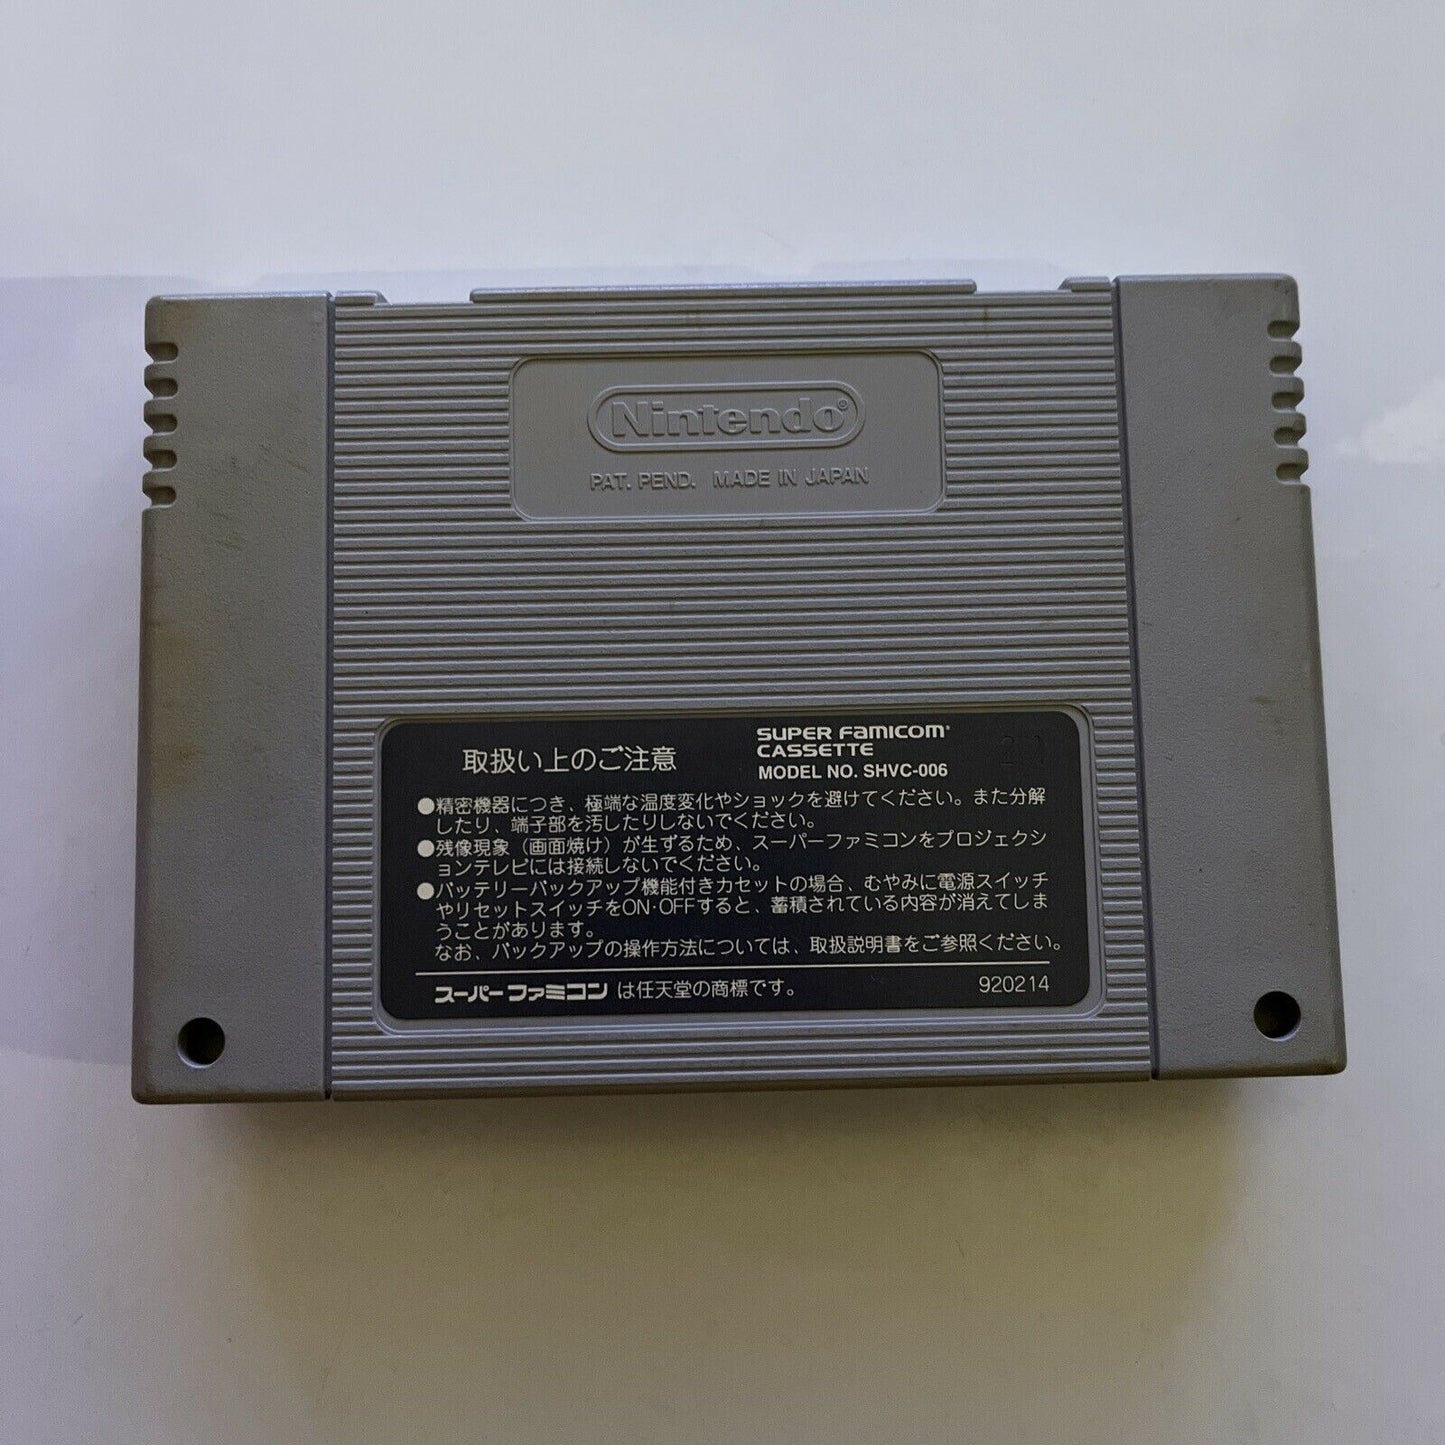 Nintendo®
PAT. PEND. MADE IN JAPAN
取扱い上のご注意
SUPER FAMICOM®
CASSETTE
MODEL NO. SHVC-006
●精密機器につき、極端な温度変化やショックを避けてください。また分解
したり、端子部を汚したりしないでください。
●残像現象（画面焼け）が生ずるため、スーパーファミコンをプロジェクシ
ョンテレビには接続しないでください。
●バッテリーバックアップ機能付きカセットの場合、むやみに電源スイッチ
やリセットスイッチをON·OFFすると、蓄積されている内容が消えてしま
うことがあります。
なお、バックアップの操作方法については、取扱説明書をご参照ください。
スーパーファミコン は任天堂の商標です。
920214